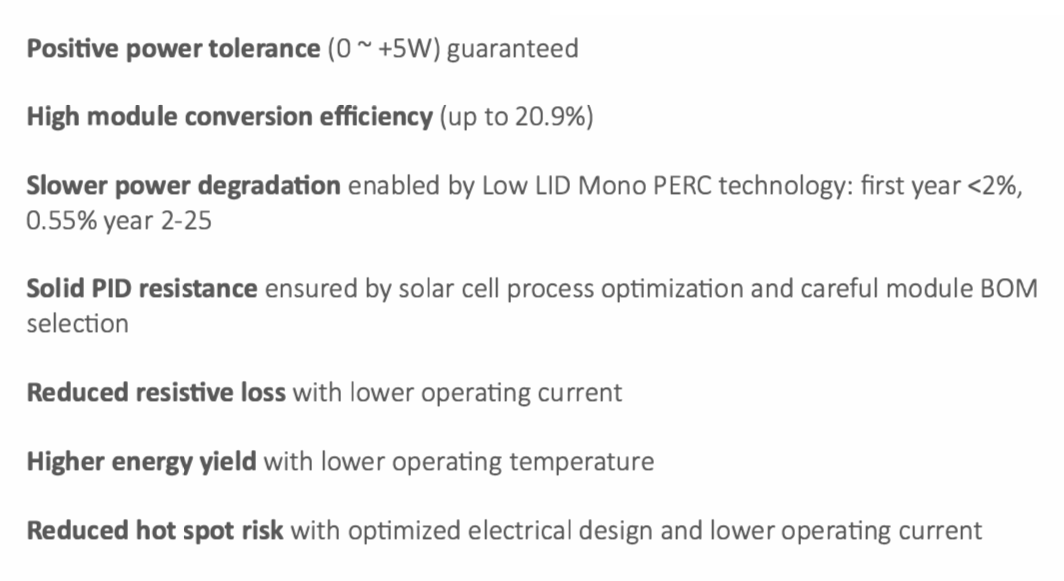 Positive power tolerance (0 ~ +5W) guaranteed
High module conversion efficiency (up to 20.9%)
Slower power degradation enabled by Low LID Mono PERC technology: first year <2%,
0.55% year 2-25
Solid PID resistance ensured by solar cell process optimization and careful module BOM
selection
Reduced resistive loss with lower operating current
Higher energy yield with lower operating temperature
Reduced hot spot risk with optimized electrical design and lower operating current